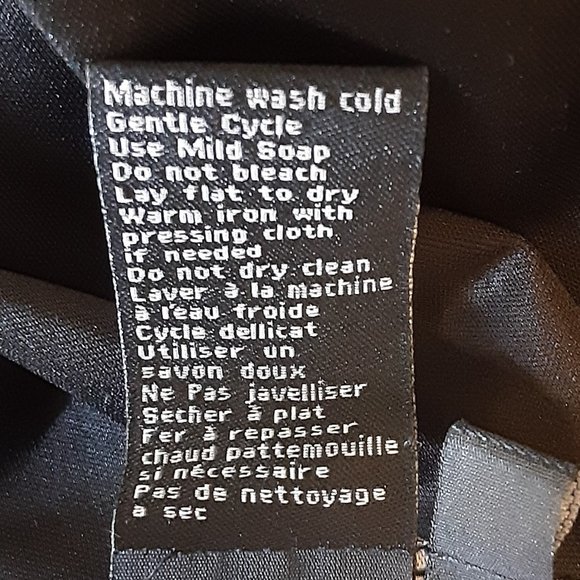 Machine wash cold
Gentle Cycle
Use Mild Soap
Do not bleach
Lay flat to dry
Warm iron with
pressing cloth
if needed
Do not dry clean
Laver à la machine
à l'eau froide
Cycle dellicat
Utiliser un
savon doux
Ne Pas javelliser
Sècher à plat
Fer à repasser
chaud pattemouille
si nécessaire
Pas de nettoyage
a sec